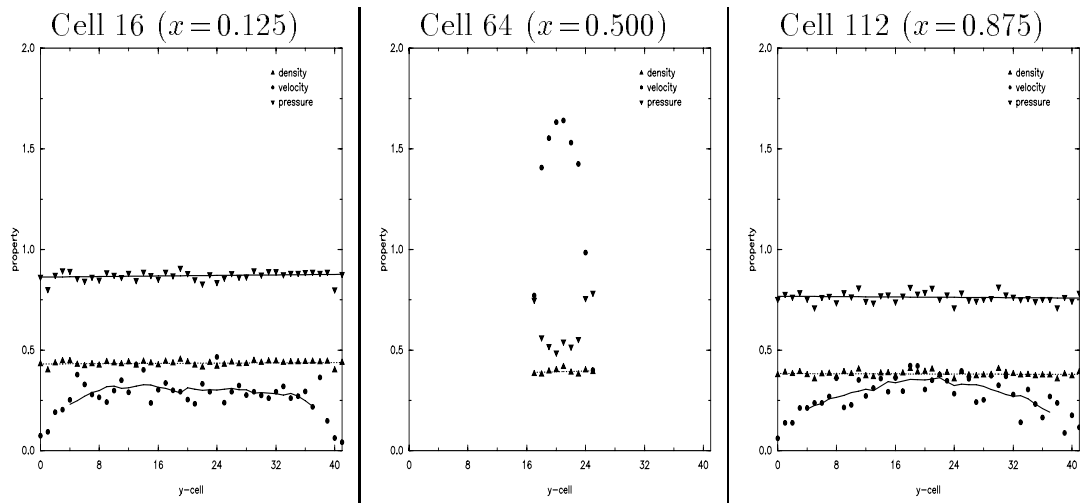 Cell 16 (x=0.125)
2.0
1.5
1.0
0.5
0.0
property
density
velocity
pressure
0 8 16 24 32 40
y-cell
Cell 64 (x=0.500)
2.0
1.5
1.0
0.5
0.0
property
density
velocity
pressure
0 8 16 24 32 40
y-cell
Cell 112 (x=0.875)
2.0
1.5
1.0
0.5
0.0
property
density
velocity
pressure
0 8 16 24 32 40
y-cell